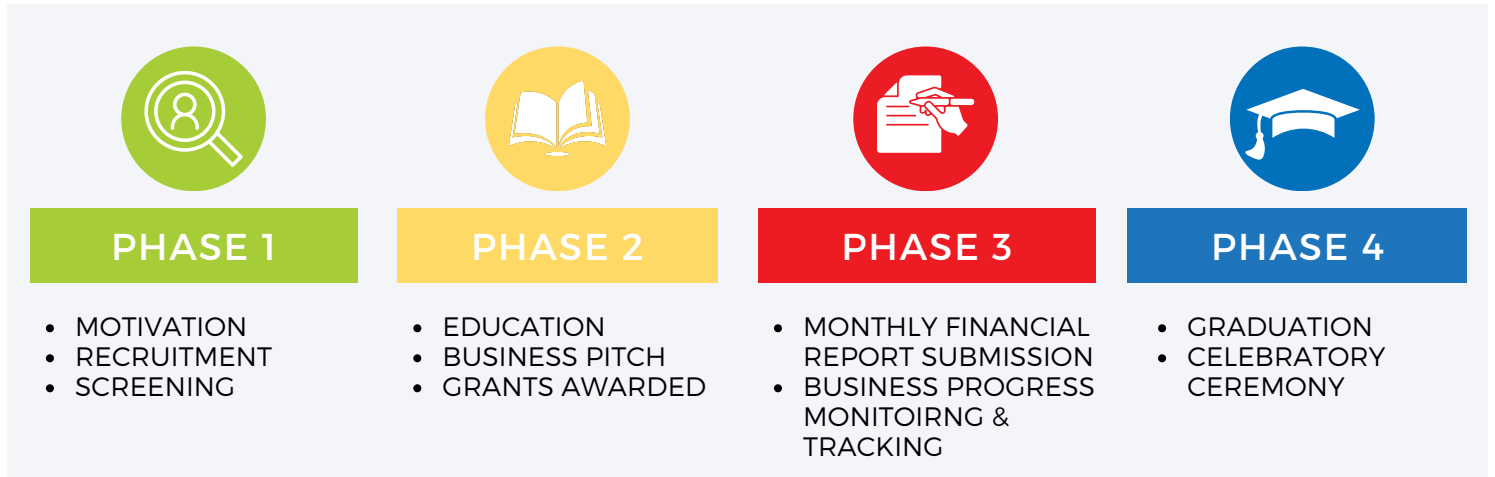 PHASE 1
• MOTIVATION
• RECRUITMENT
• SCREENING
PHASE 2
• EDUCATION
• BUSINESS PITCH
• GRANTS AWARDED
PHASE 3
• MONTHLY FINANCIAL
REPORT SUBMISSION
• BUSINESS PROGRESS
MONITOIRNG &
TRACKING
PHASE 4
• GRADUATION
• CELEBRATORY
CEREMONY